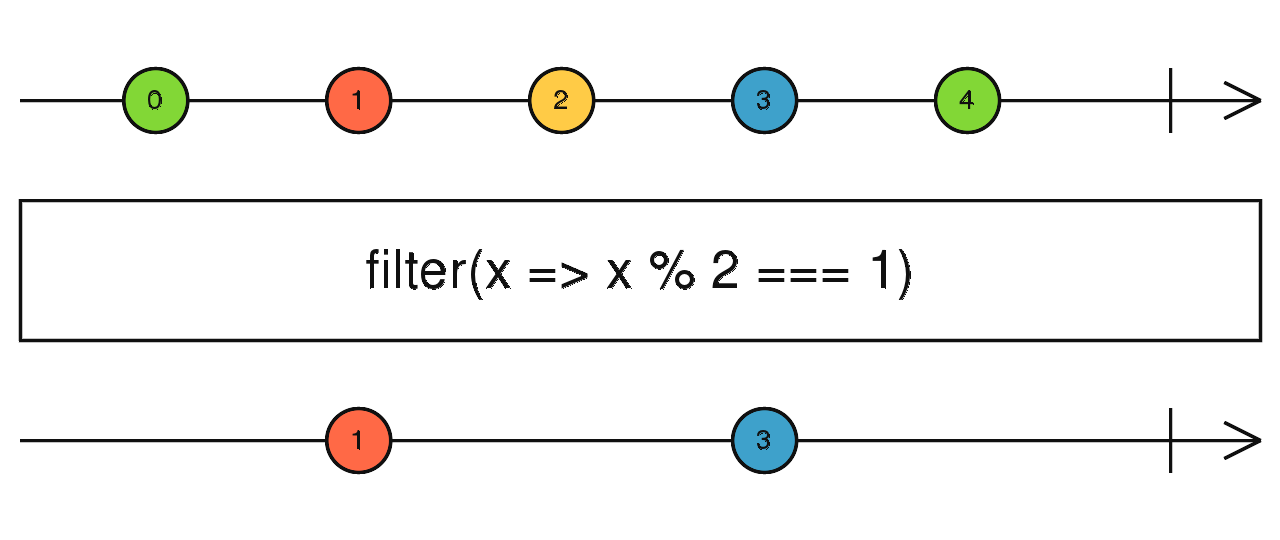 0 1 2 3 4
filter(x => x % 2 === 1)
1 3